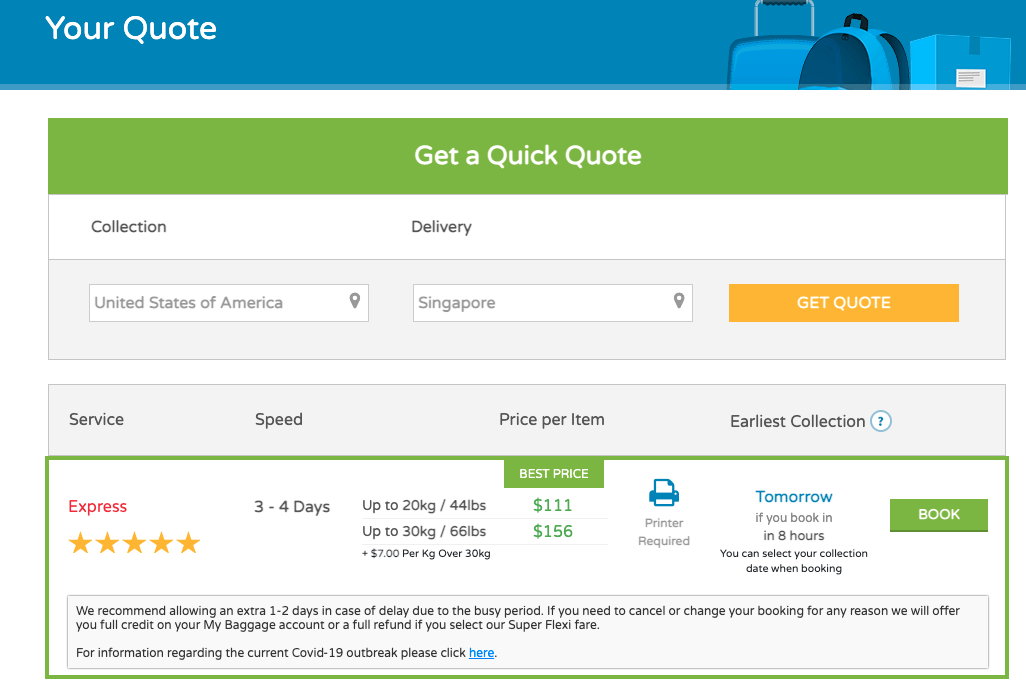 Your Quote
Get a Quick Quote
Collection Delivery
United States of America Singapore GET QUOTE
Service Speed Price per Item Earliest Collection ?
BEST PRICE
Express 3 - 4 Days Up to 20kg / 44lbs $111 Tomorrow BOOK
Up to 30kg / 66lbs $156 Printer if you book in
+ $7.00 Per Kg Over 30kg Required in 8 hours
You can select your collection
date when booking
We recommend allowing an extra 1-2 days in case of delay due to the busy period. If you need to cancel or change your booking for any reason we will offer
you full credit on your My Baggage account or a full refund if you select our Super Flexi fare.
For information regarding the current Covid-19 outbreak please click here.